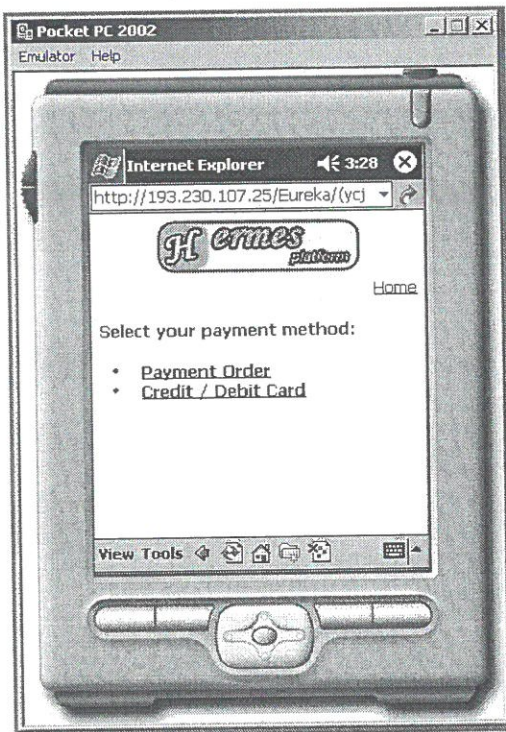 Pocket PC 2002
Emulator Help
Internet Explorer 3:28
http://193.230.107.25/Eureka/(ycj
Hermes
platform
Home
Select your payment method:
• Payment Order
• Credit / Debit Card
View Tools